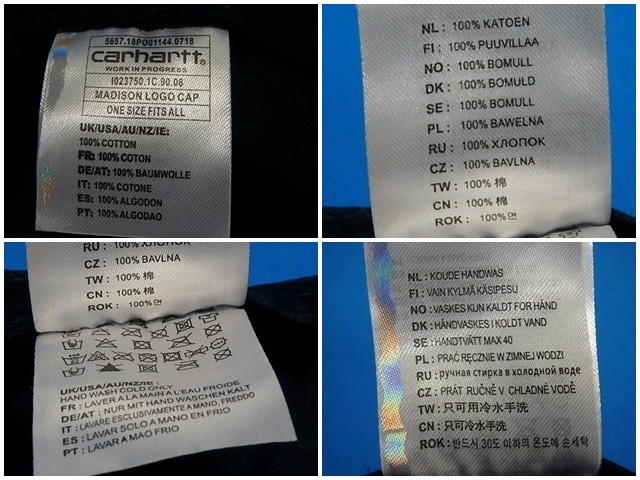 5657.18PO01144.0718
carhartt®
WORK IN PROGRESS
I023750.1C.90.06
MADISON LOGO CAP
ONE SIZE FITS ALL
UK/USA/AU/NZ/IE:
100% COTTON
FR: 100% COTON
DE/AT: 100% BAUMWOLLE
IT: 100% COTONE
ES: 100% ALGODON
PT: 100% ALGODAO
NL: 100% KATOEN
FI: 100% PUUVILLAA
NO: 100% BOMULL
DK: 100% BOMULD
SE: 100% BOMULL
PL: 100% BAWELNA
RU: 100% ХЛОПОК
CZ: 100% BAVLNA
TW: 100% 棉
CN: 100% 棉
ROK: 100% 면
RU: 100% ХЛОПОК
CZ: 100% BAVLNA
TW: 100% 棉
CN: 100% 棉
ROK: 100% 면
UK/USA/AU/NZ/IE:
HAND WASH COLD ONLY
FR: LAVER A LA MAIN A L'EAU FROIDE,
DE/AT: NUR MIT HAND WASCHEN KALT
IT: LAVARE ESCLUSIVAMENTE A MANO, FREDDO
ES: LAVAR SOLO A MANO EN FRIO
PT: LAVAR A MAO FRIO
NL: KOUDE HANDWAS
FI: VAIN KYLMÄ KÄSIPESU
NO: VASKES KUN KALDT FOR HÅND
DK: HÅNDVASKES I KOLDT VAND
SE: HANDTVÄTT MAX 40
PL: PRAĆ RĘCZNIE W ZIMNEJ WODZI
RU: ручная стирка в холодной воде
CZ: PRÁT RUČNĚ V CHLADNÉ VODĚ
TW: 只可用冷水手洗
CN: 只可用冷水手洗
ROK: 반드시 30도 이하의 온도에 손세탁